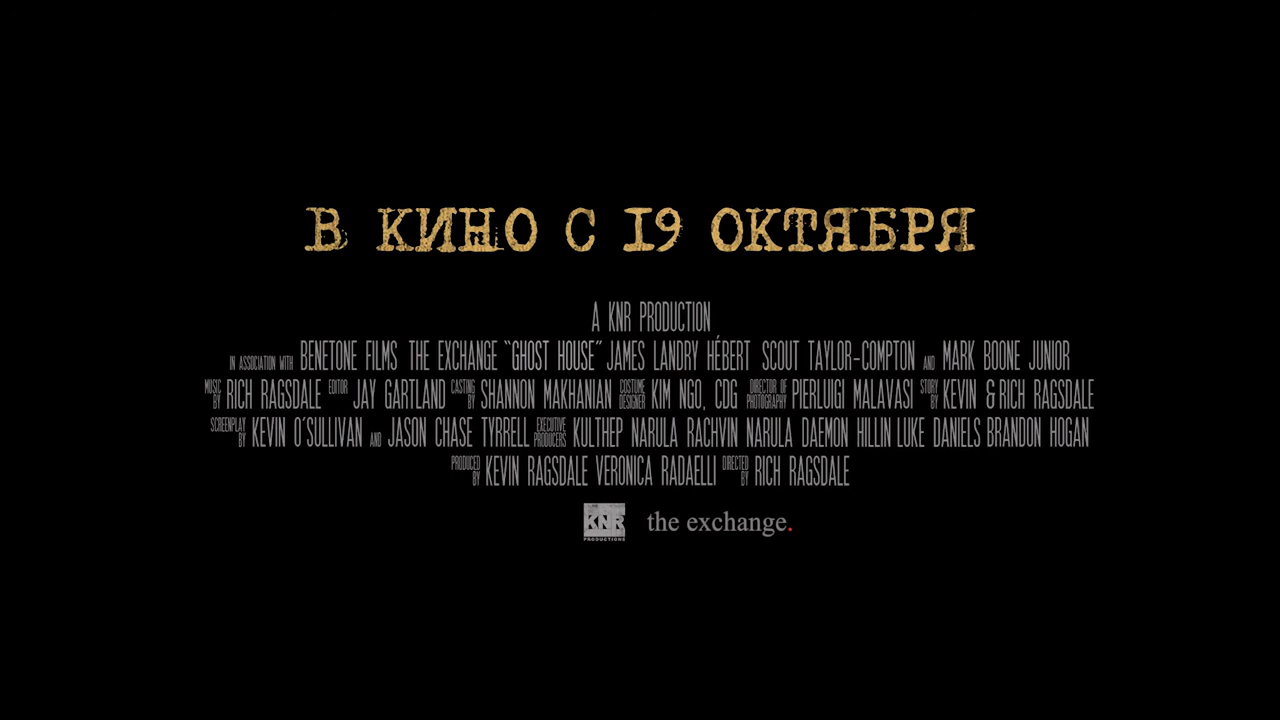 В КИНО С 19 ОКТЯБРЯ
A KNR PRODUCTION
IN ASSOCIATION WITH BENETONE FILMS THE EXCHANGE "GHOST HOUSE" JAMES LANDRY HÉBERT SCOUT TAYLOR-COMPTON AND MARK BOONE JUNIOR
MUSIC BY RICH RAGSDALE EDITOR JAY GARTLAND CASTING BY SHANNON MAKHANIAN COSTUME DESIGNER KIM NGO, CDG DIRECTOR OF PHOTOGRAPHY PIERLUIGI MALAVASI STORY BY KEVIN & RICH RAGSDALE
SCREENPLAY BY KEVIN O'SULLIVAN AND JASON CHASE TYRRELL EXECUTIVE PRODUCERS KULTHEP NARULA RACHVIN NARULA DAEMON HILLIN LUKE DANIELS BRANDON HOGAN
PRODUCED BY KEVIN RAGSDALE VERONICA RADAELLI DIRECTED BY RICH RAGSDALE
KNR PRODUCTIONS the exchange.